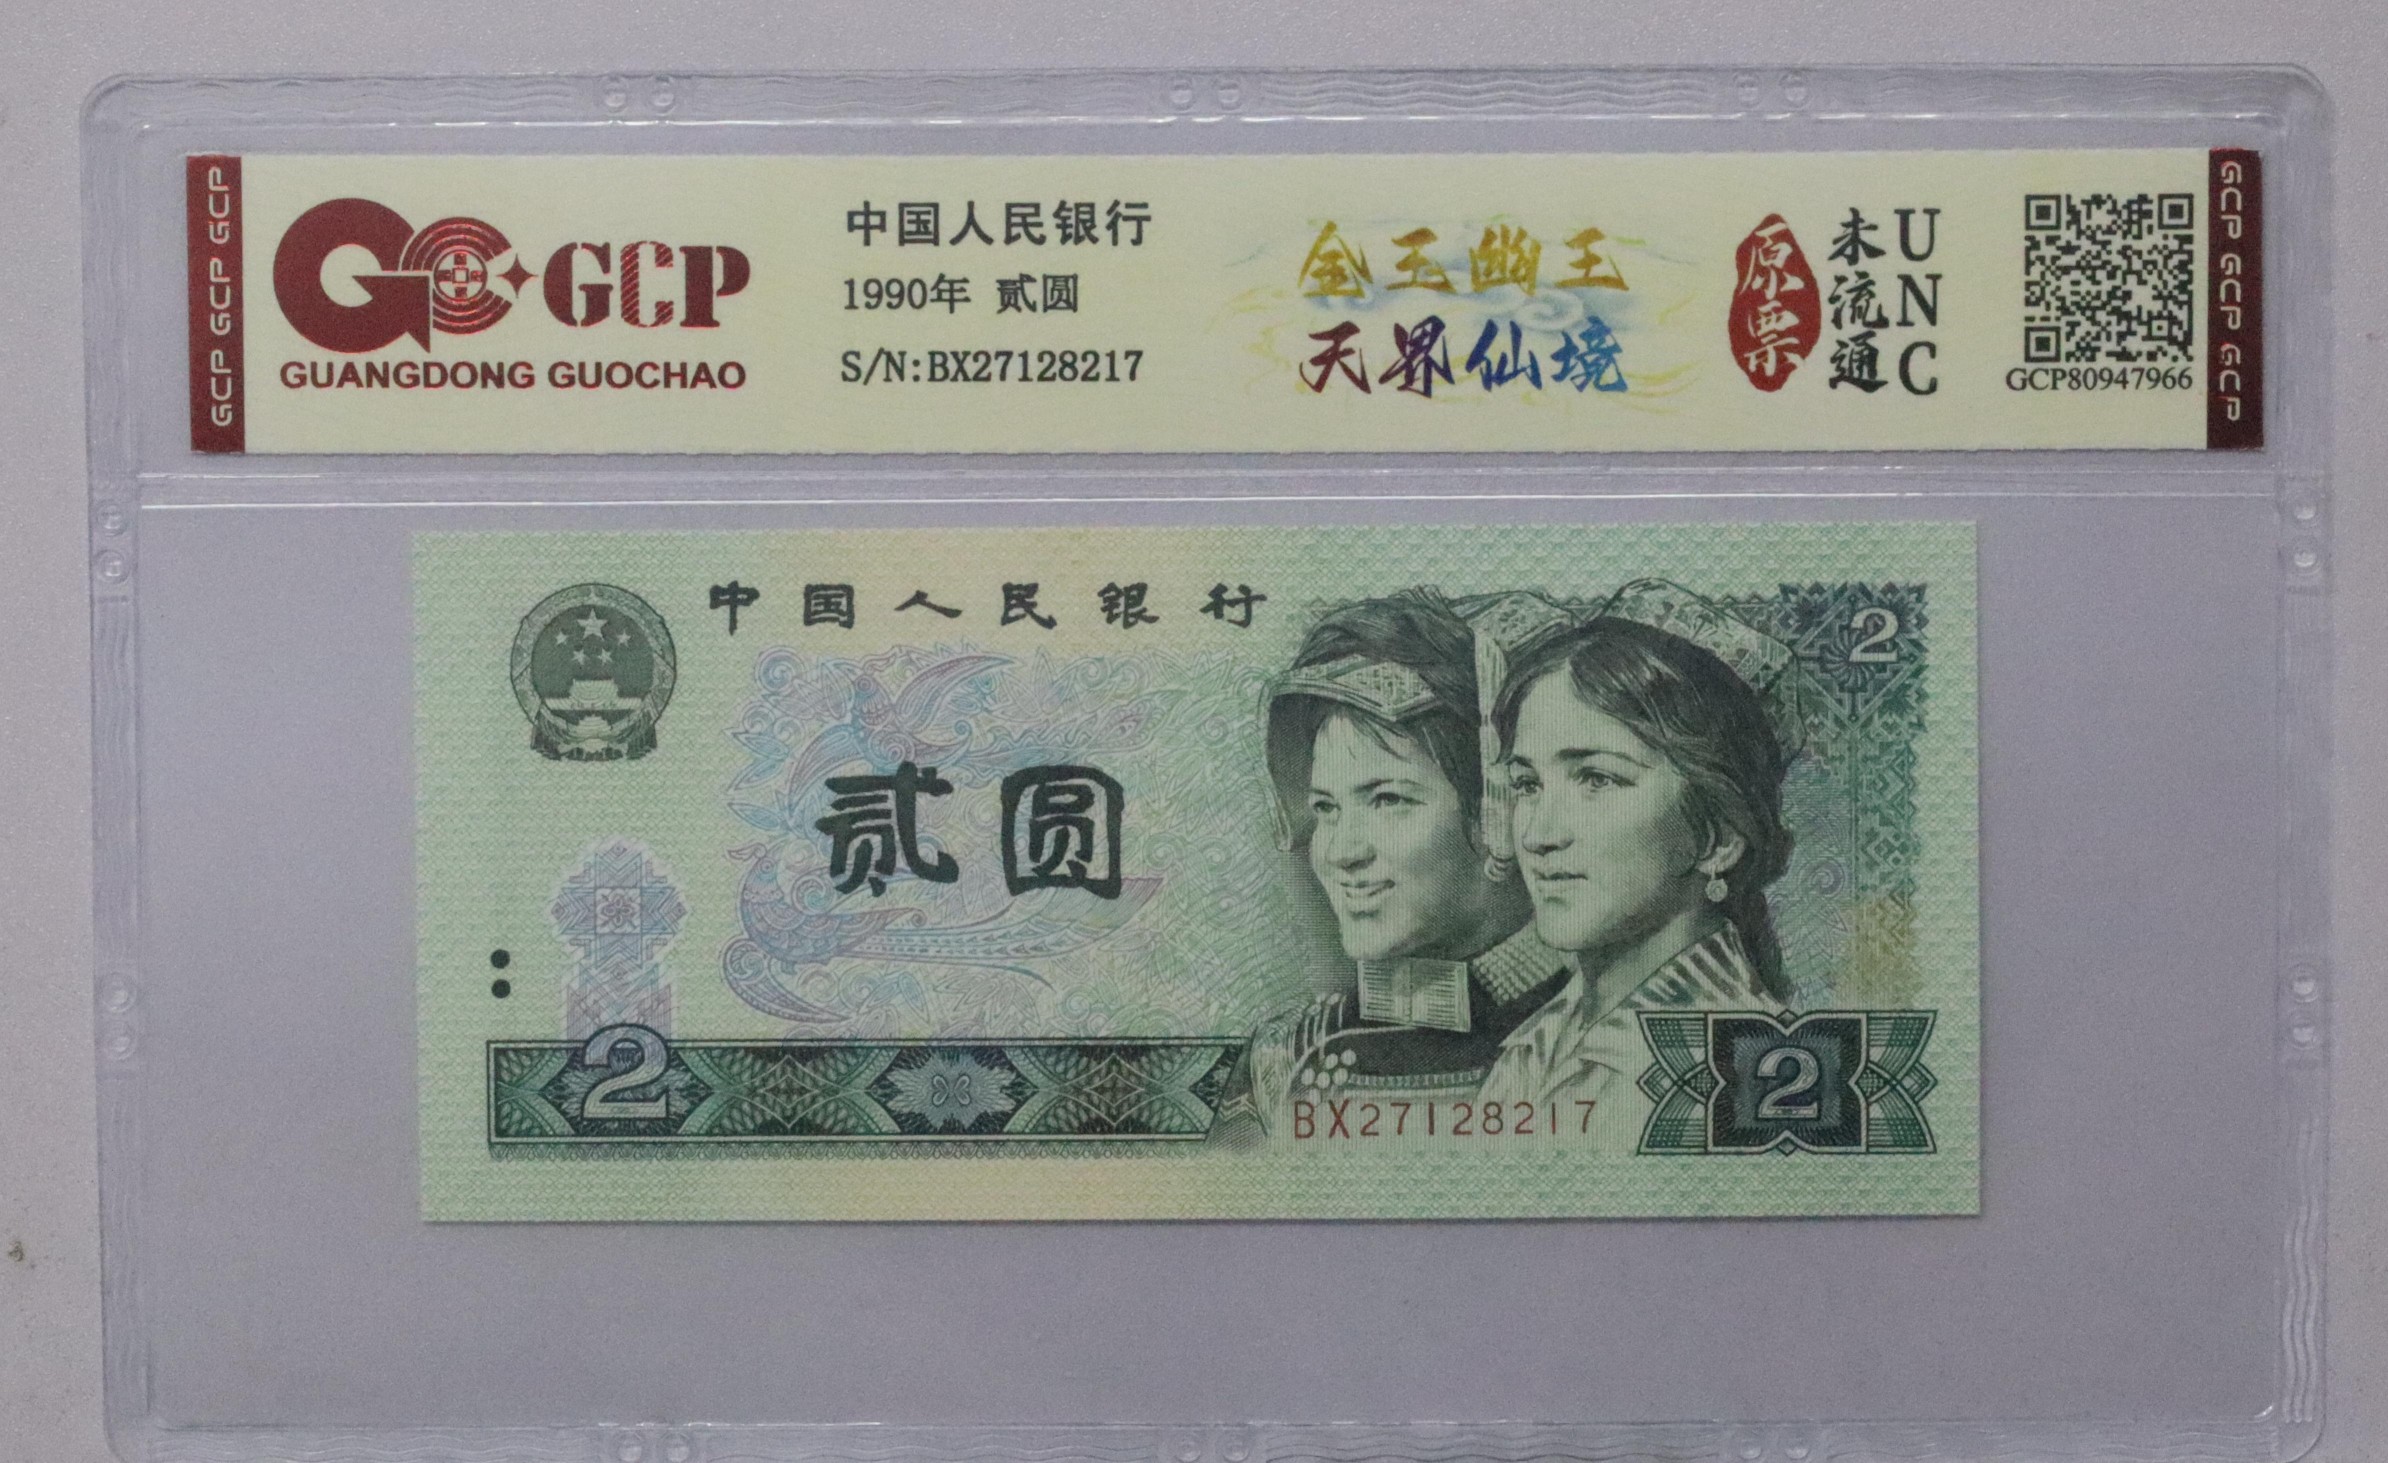 GCP GCP GCP
GCP
GUANGDONG GUOCHAO
中国人民银行
1990年 贰圆
S/N:BX27128217
金玉幽王
天界仙境
原票
未流通
UNC
GCP80947966
GCP GCP GCP
中国人民银行
2
贰圆
2
BX27128217
2